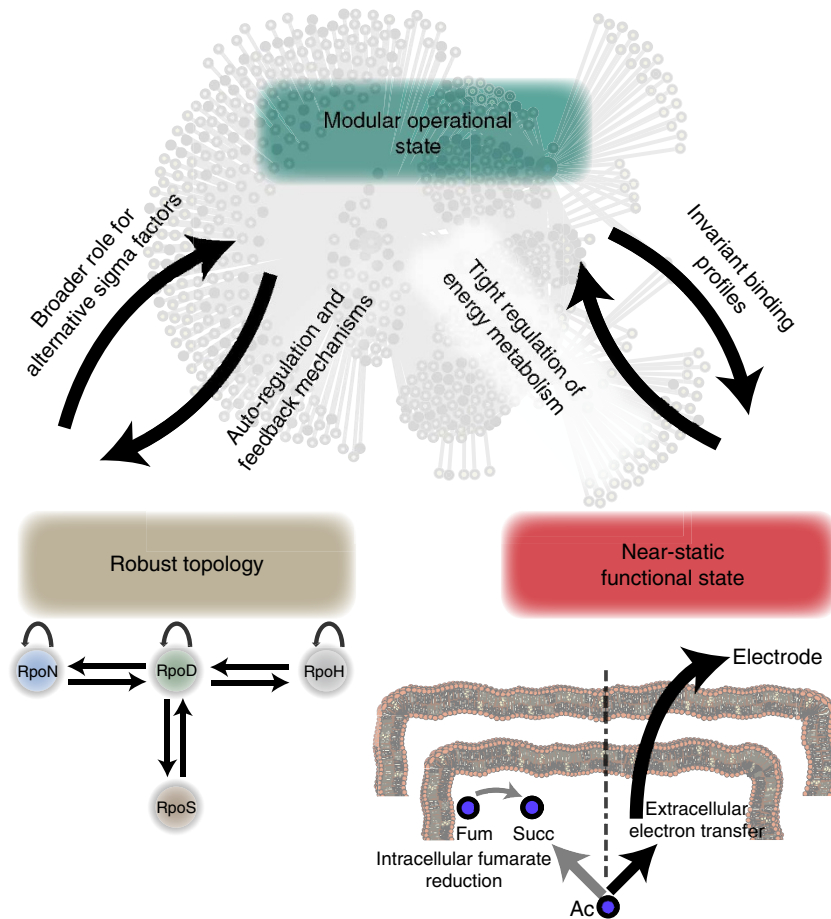 Modular operational
state
Broader role for
alternative sigma factors
Auto-regulation and
feedback mechanisms
Tight regulation of
energy metabolism
Invariant binding
profiles
Robust topology
Near-static
functional state
RpoN
RpoD
RpoH
RpoS
Electrode
Fum
Succ
Extracellular
electron transfer
Intracellular fumarate
reduction
Ac